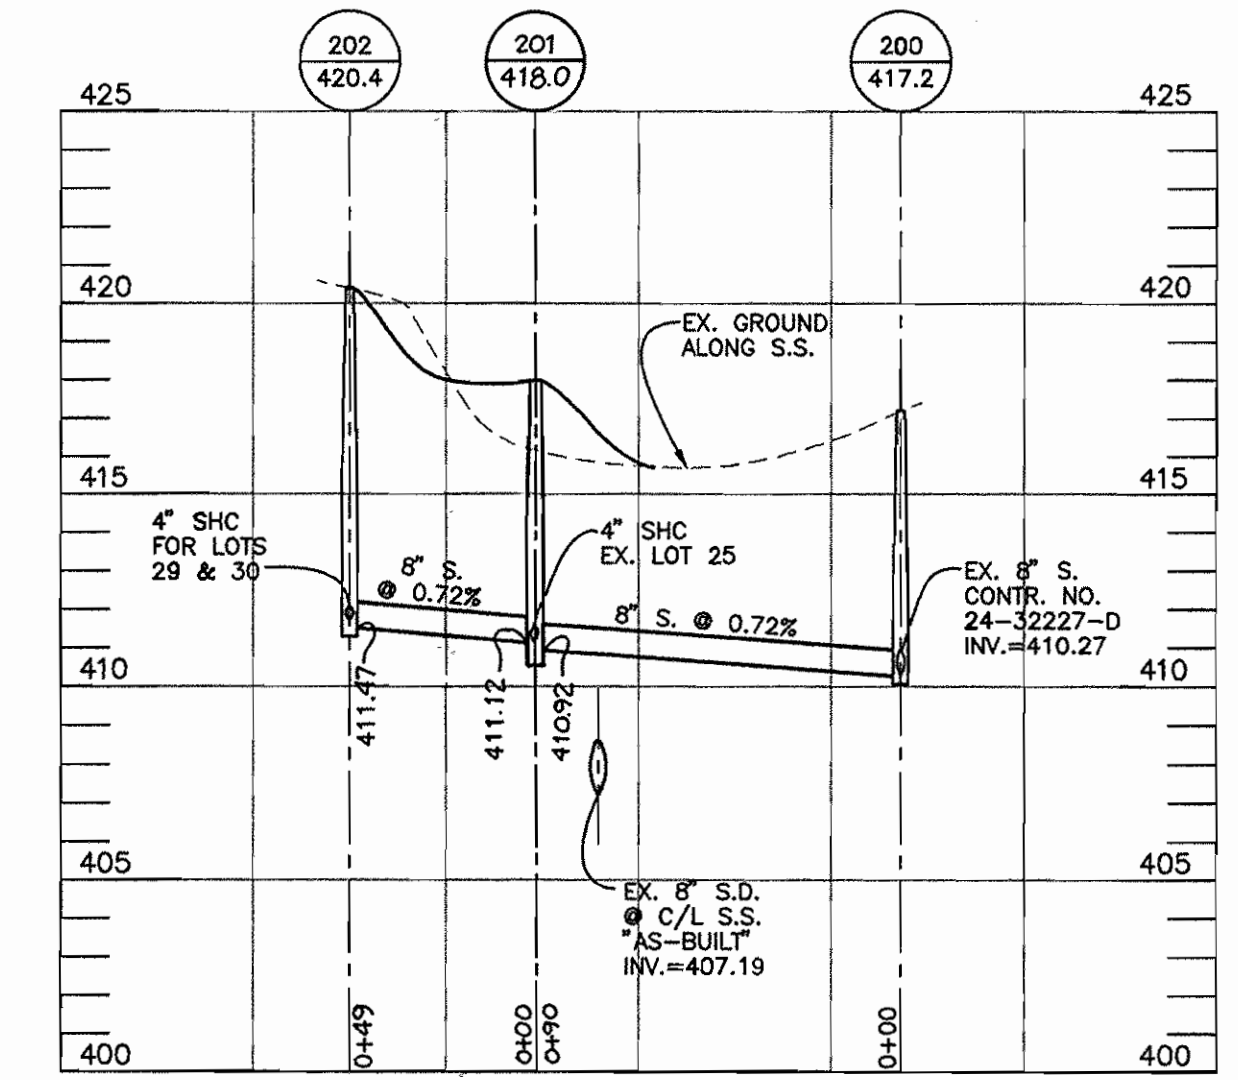 202
420.4
201
418.0
200
417.2
425
425
420
420
EX. GROUND
ALONG S.S.
415
415
4" SHC
FOR LOTS
29 & 30
8" S.
@ 0.72%
4" SHC
EX. LOT 25
8" S. @ 0.72%
EX. 8" S.
CONTR. NO.
24-32227-D
INV.=410.27
410
410
411.47
411.12
410.92
405
405
EX. 8" S.D.
@ C/L S.S.
"AS-BUILT"
INV.=407.19
0+49
0+00
0+90
0+00
400
400